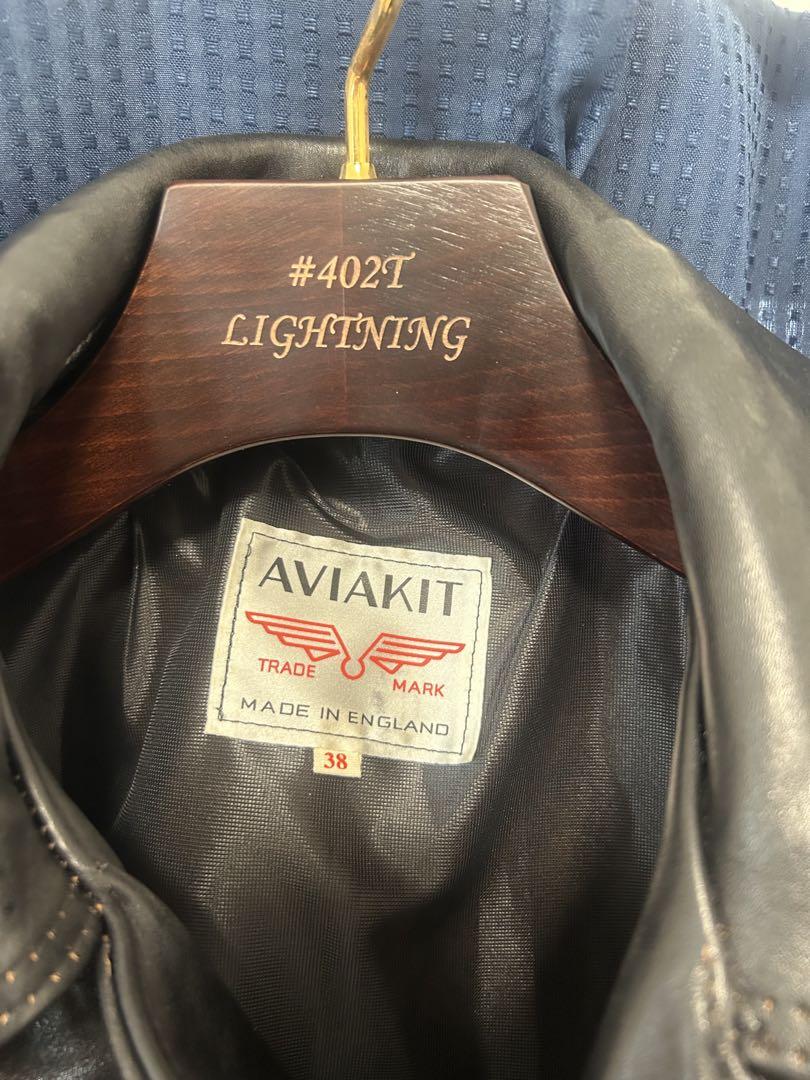 #402T
LIGHTNING
AVIAKIT
TRADE MARK
MADE IN ENGLAND
38